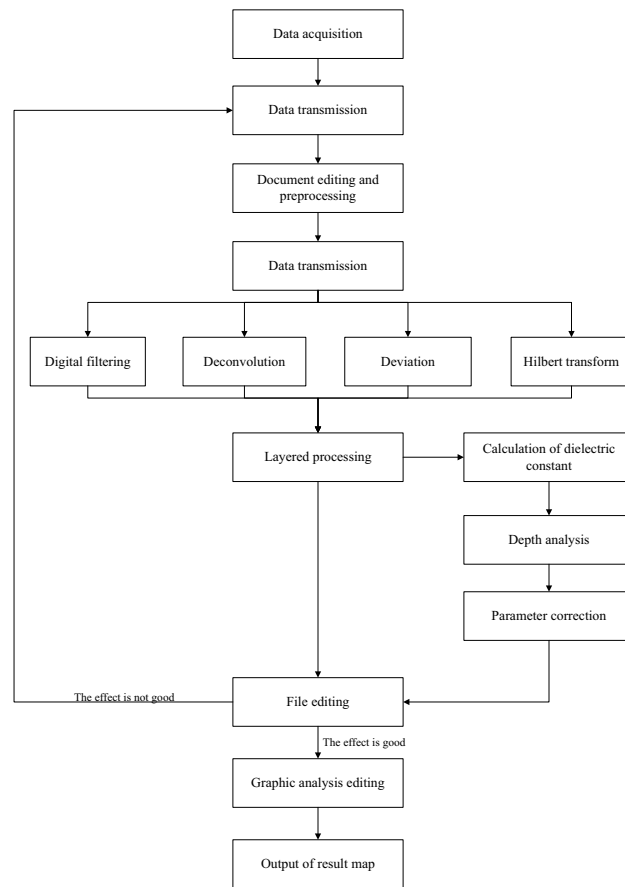 Data acquisition
Data transmission
Document editing and
preprocessing
Data transmission
Digital filtering
Deconvolution
Deviation
Hilbert transform
Layered processing
Calculation of dielectric
constant
Depth analysis
Parameter correction
The effect is not good
File editing
The effect is good
Graphic analysis editing
Output of result map